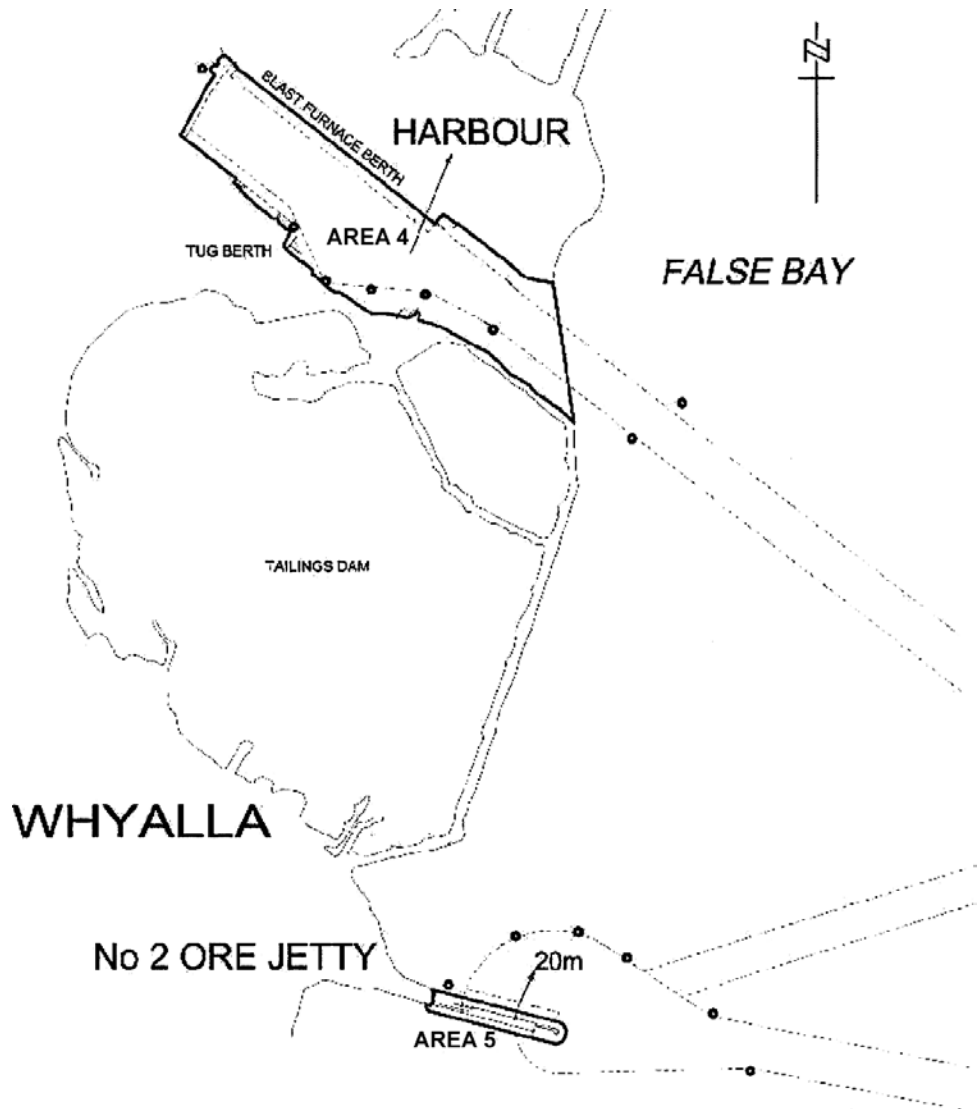 N
BLAST FURNACE BERTH
HARBOUR
AREA 4
TUG BERTH
FALSE BAY
TAILINGS DAM
WHYALLA
No 2 ORE JETTY
20m
AREA 5